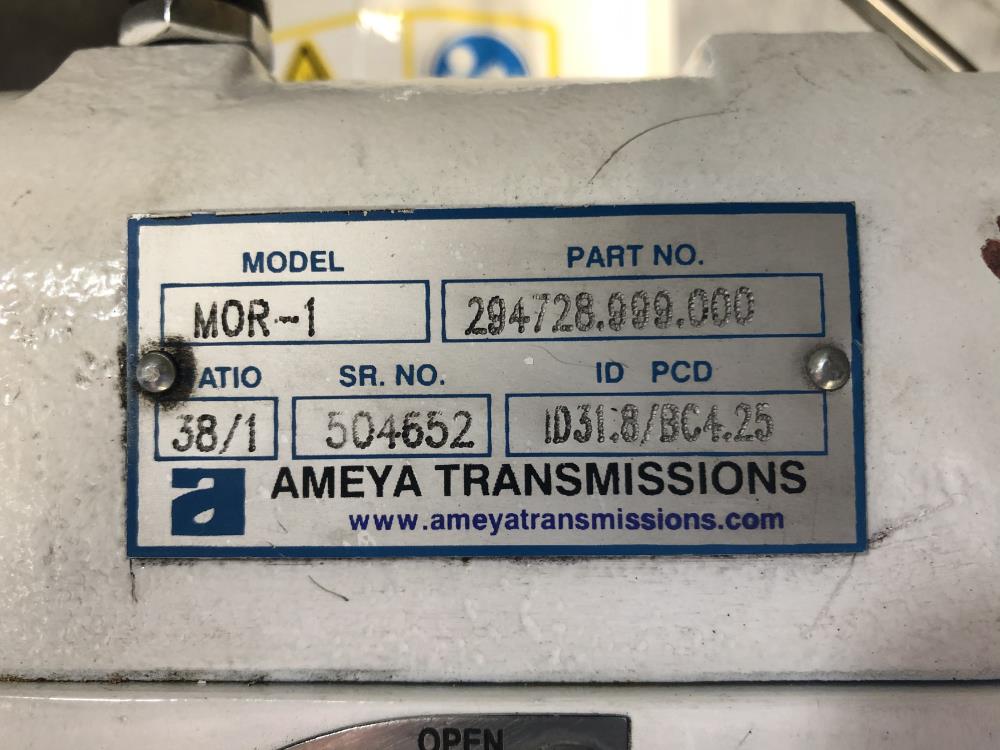 MODEL PART NO.
MOR-1 294728.999.000
ATIO SR. NO. ID PCD
38/1 504652 ID31.8/BC4.25
a AMEYA TRANSMISSIONS
www.ameyatransmissions.com
OPEN